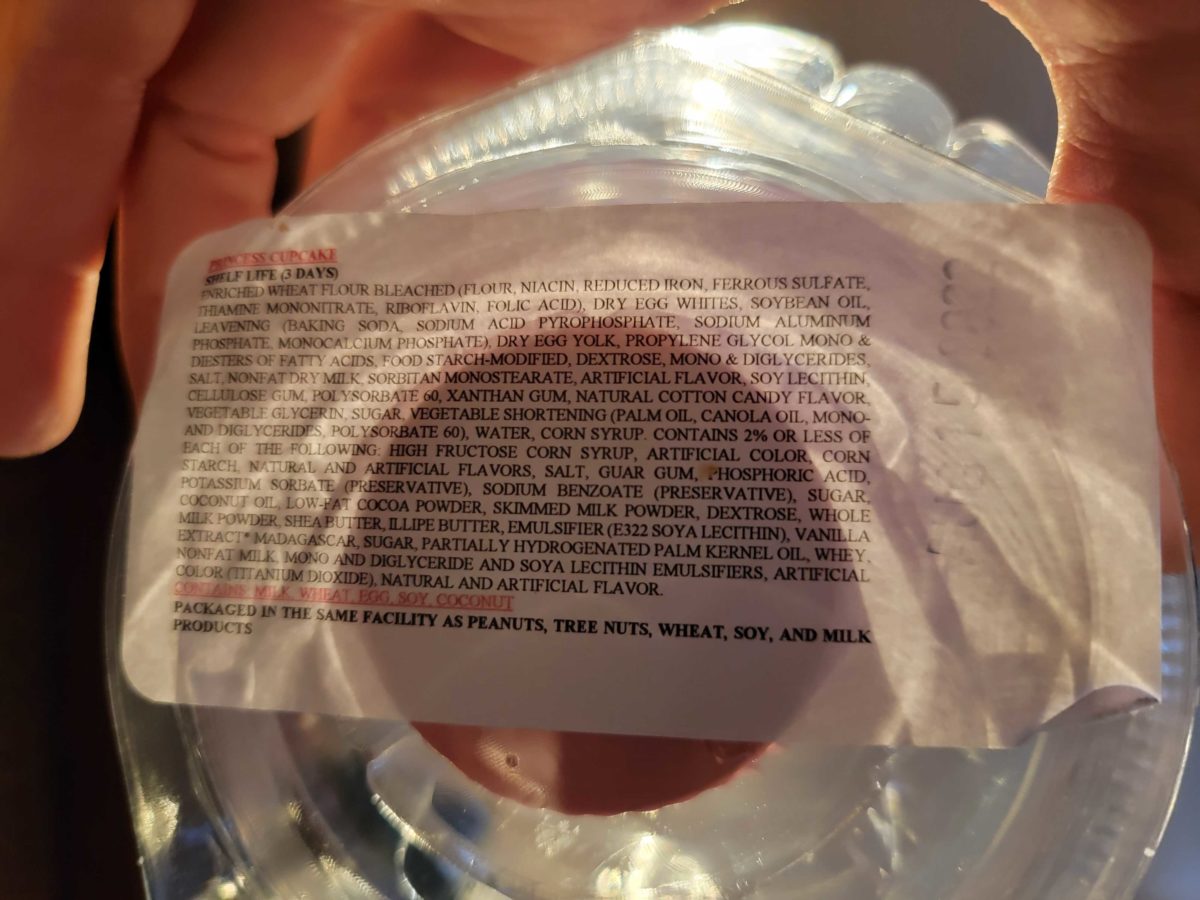 PRINCESS CUPCAKE
SHELF LIFE (3 DAYS)
ENRICHED WHEAT FLOUR BLEACHED (FLOUR, NIACIN, REDUCED IRON, FERROUS SULFATE,
THIAMINE MONONITRATE, RIBOFLAVIN, FOLIC ACID), DRY EGG WHITES, SOYBEAN OIL,
LEAVENING (BAKING SODA, SODIUM ACID PYROPHOSPHATE, SODIUM ALUMINUM
PHOSPHATE, MONOCALCIUM PHOSPHATE), DRY EGG YOLK, PROPYLENE GLYCOL MONO &
DIESTERS OF FATTY ACIDS, FOOD STARCH-MODIFIED, DEXTROSE, MONO & DIGLYCERIDES,
SALT, NONFAT DRY MILK, SORBITAN MONOSTEARATE, ARTIFICIAL FLAVOR, SOY LECITHIN,
CELLULOSE GUM, POLYSORBATE 60, XANTHAN GUM, NATURAL COTTON CANDY FLAVOR,
VEGETABLE GLYCERIN, SUGAR, VEGETABLE SHORTENING (PALM OIL, CANOLA OIL, MONO-
AND DIGLYCERIDES, POLYSORBATE 60), WATER, CORN SYRUP. CONTAINS 2% OR LESS OF
EACH OF THE FOLLOWING: HIGH FRUCTOSE CORN SYRUP, ARTIFICIAL COLOR, CORN
STARCH, NATURAL AND ARTIFICIAL FLAVORS, SALT, GUAR GUM, PHOSPHORIC ACID,
POTASSIUM SORBATE (PRESERVATIVE), SODIUM BENZOATE (PRESERVATIVE), SUGAR,
COCONUT OIL, LOW-FAT COCOA POWDER, SKIMMED MILK POWDER, DEXTROSE, WHOLE
MILK POWDER, SHEA BUTTER, ILLIPE BUTTER, EMULSIFIER (E322 SOYA LECITHIN), VANILLA
EXTRACT* MADAGASCAR, SUGAR, PARTIALLY HYDROGENATED PALM KERNEL OIL, WHEY,
NONFAT MILK, MONO AND DIGLYCERIDE AND SOYA LECITHIN EMULSIFIERS, ARTIFICIAL
COLOR (TITANIUM DIOXIDE), NATURAL AND ARTIFICIAL FLAVOR.
CONTAINS: MILK, WHEAT, EGG, SOY, COCONUT
PACKAGED IN THE SAME FACILITY AS PEANUTS, TREE NUTS, WHEAT, SOY, AND MILK
PRODUCTS